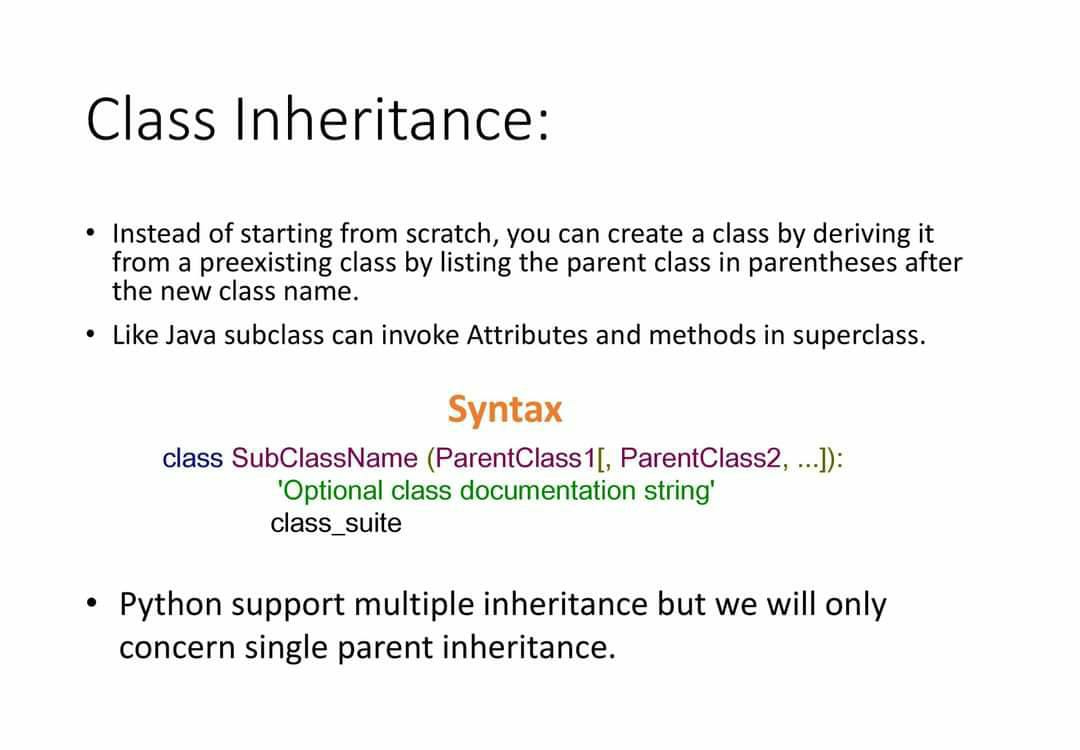 Class Inheritance:
• Instead of starting from scratch, you can create a class by deriving it
from a preexisting class by listing the parent class in parentheses after
the new class name.
• Like Java subclass can invoke Attributes and methods in superclass.
Syntax
class SubClassName (ParentClass1[, ParentClass2, ...]):
'Optional class documentation string'
class_suite
• Python support multiple inheritance but we will only
concern single parent inheritance.